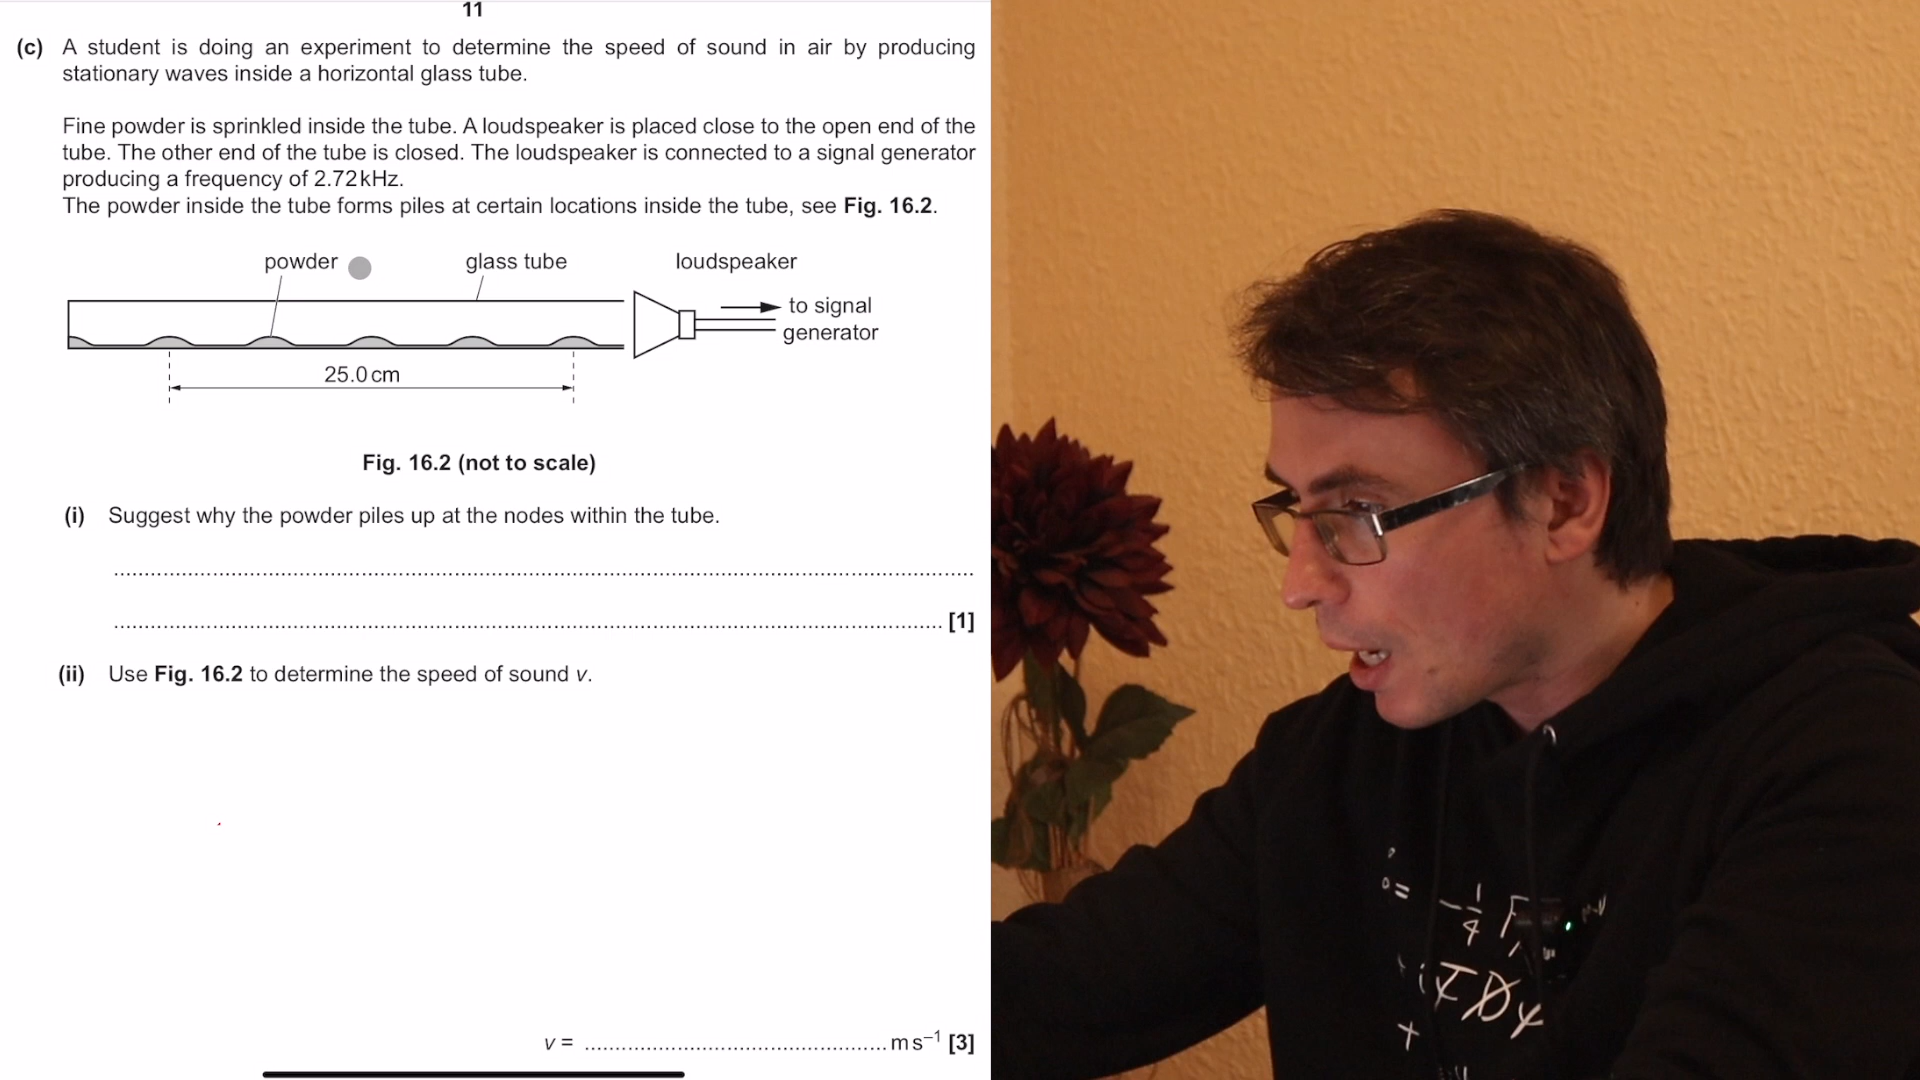 11
(c) A student is doing an experiment to determine the speed of sound in air by producing
stationary waves inside a horizontal glass tube.
Fine powder is sprinkled inside the tube. A loudspeaker is placed close to the open end of the
tube. The other end of the tube is closed. The loudspeaker is connected to a signal generator
producing a frequency of 2.72 kHz.
The powder inside the tube forms piles at certain locations inside the tube, see Fig. 16.2.
powder glass tube loudspeaker
to signal
generator
25.0 cm
Fig. 16.2 (not to scale)
(i) Suggest why the powder piles up at the nodes within the tube.
[1]
(ii) Use Fig. 16.2 to determine the speed of sound v.
v = ........................................ m s⁻¹ [3]
= -1/4 F